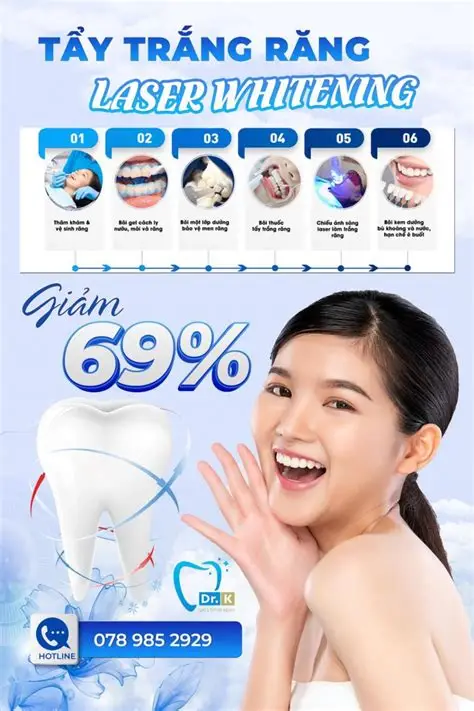 TẨY TRẮNG RĂNG
LASER WHITENING
01
02
03
04
05
06
Thăm khám &
vệ sinh răng
Bôi gel cách ly
nướu, môi và răng
Bôi một lớp dưỡng
bảo vệ men răng
Bôi thuốc
tẩy trắng răng
Chiếu ánh sáng
laser làm trắng
răng
Bôi kem dưỡng
bù khoáng và nước,
hạn chế ê buốt
Giảm
69%
Dr. K
HOTLINE
078 985 2929